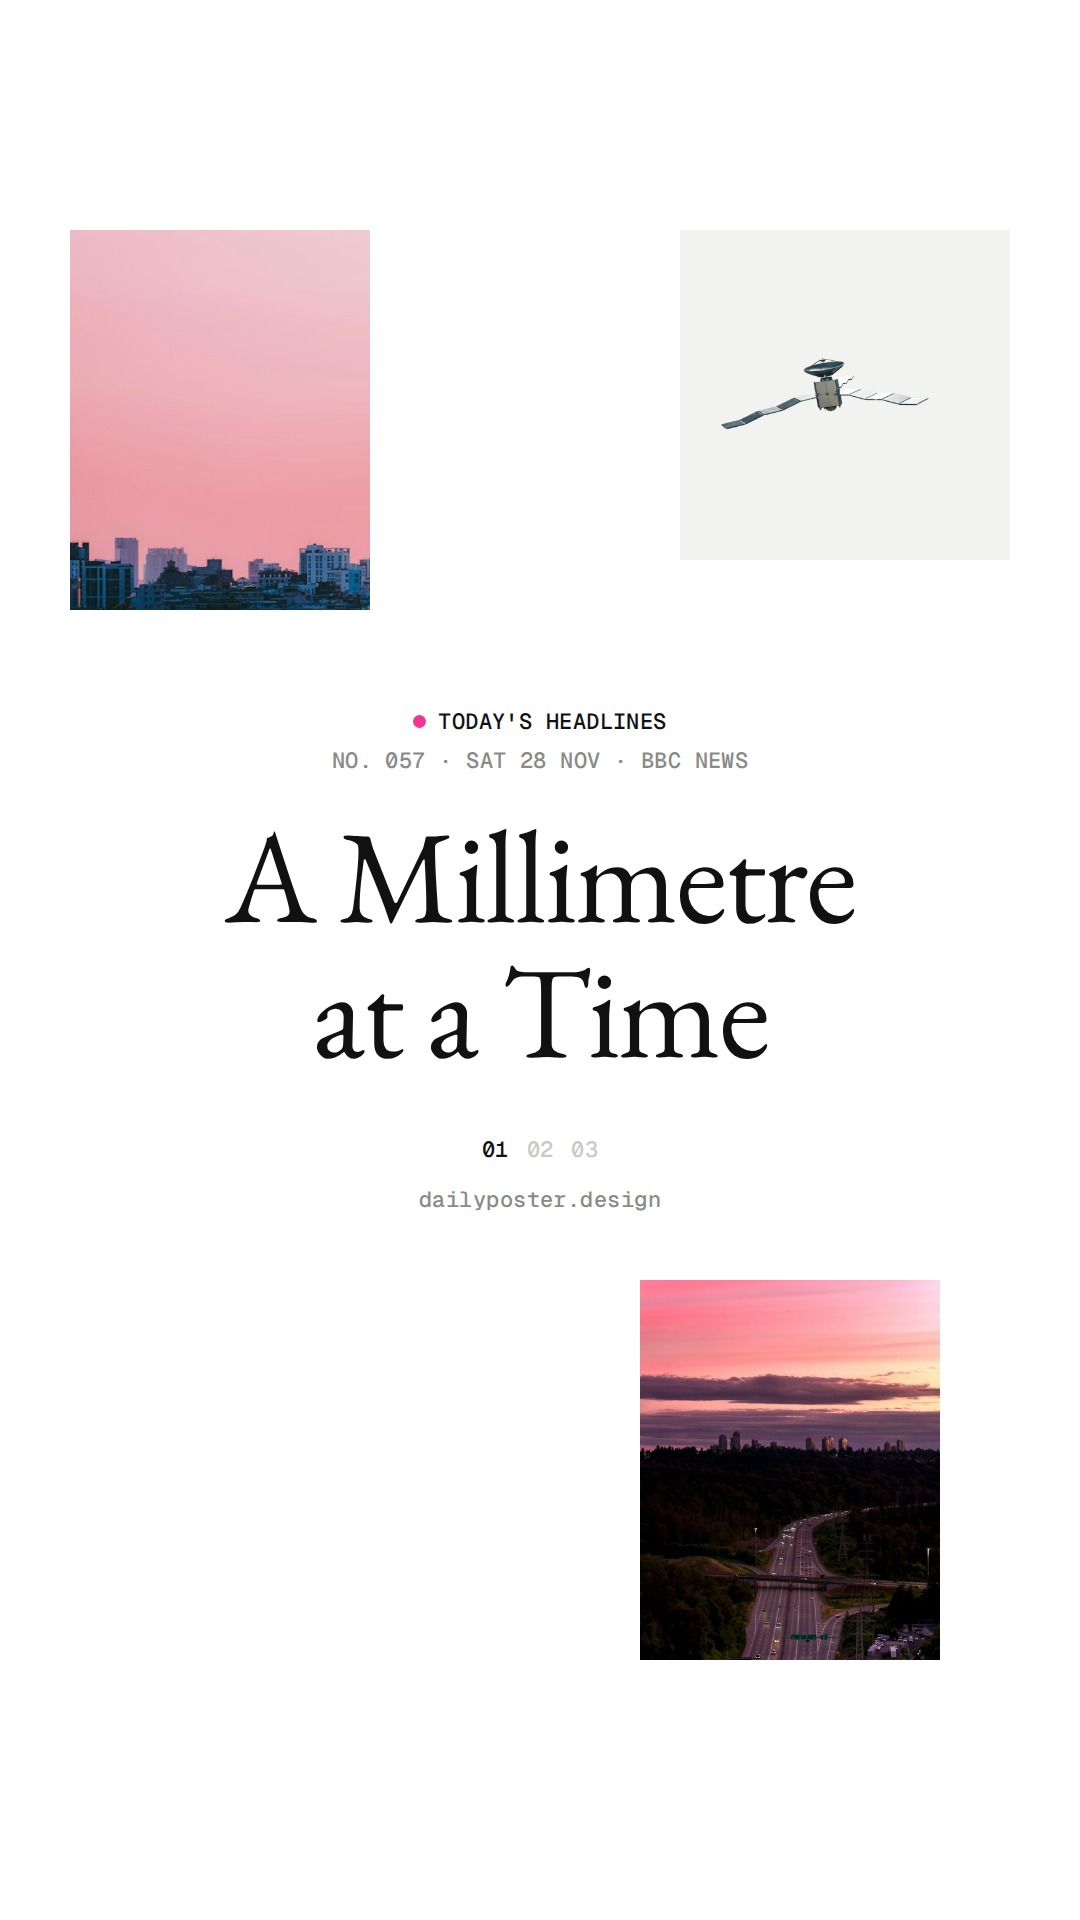 TODAY'S HEADLINES
NO. 057 · SAT 28 NOV · BBC NEWS
A Millimetre
at a Time
01 02 03
dailyposter.design